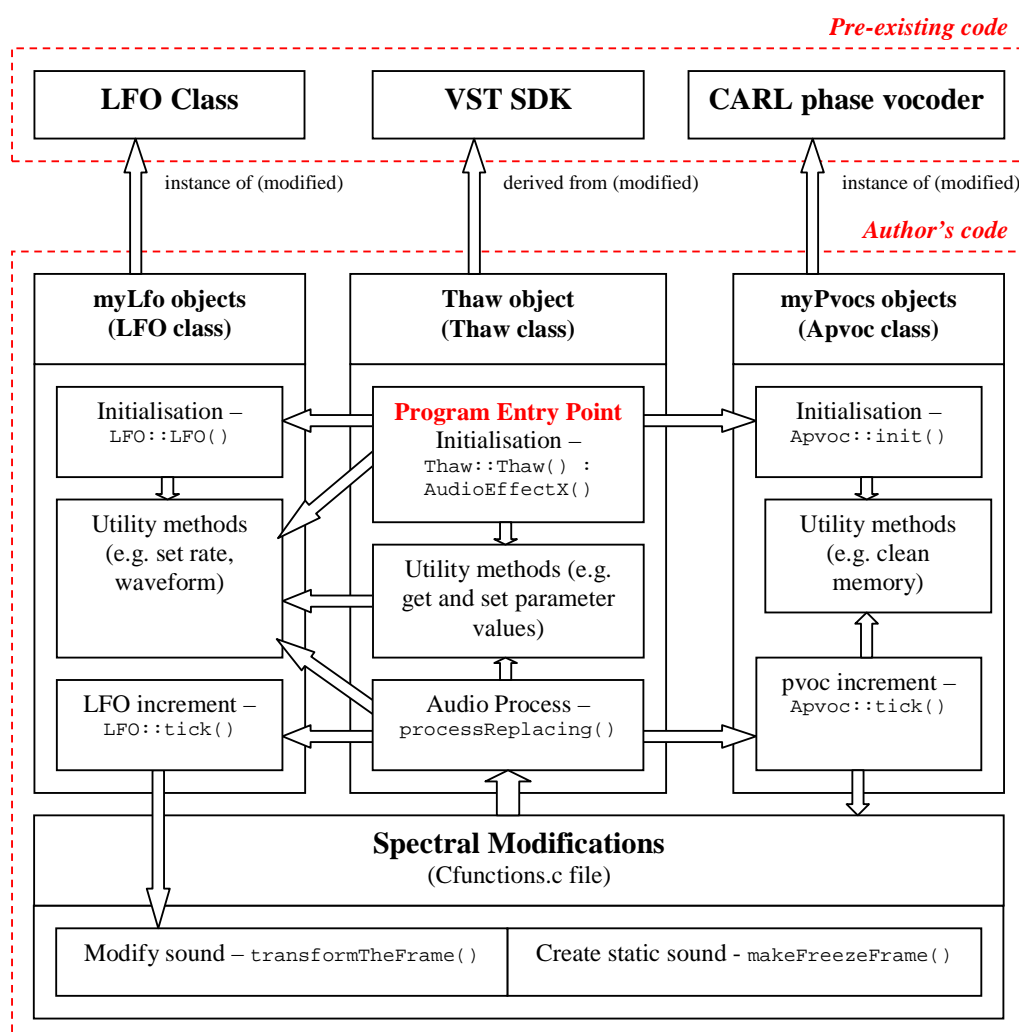 Pre-existing code
LFO Class
VST SDK
CARL phase vocoder
instance of (modified)
derived from (modified)
instance of (modified)
Author's code
myLfo objects
(LFO class)
Thaw object
(Thaw class)
myPvocs objects
(Apvoc class)
Initialisation –
LFO::LFO()
Program Entry Point
Initialisation –
Thaw::Thaw() :
AudioEffectX()
Initialisation –
Apvoc::init()
Utility methods
(e.g. set rate,
waveform)
Utility methods (e.g.
get and set parameter
values)
Utility methods
(e.g. clean
memory)
LFO increment –
LFO::tick()
Audio Process –
processReplacing()
pvoc increment –
Apvoc::tick()
Spectral Modifications
(Cfunctions.c file)
Modify sound – transformTheFrame()
Create static sound - makeFreezeFrame()